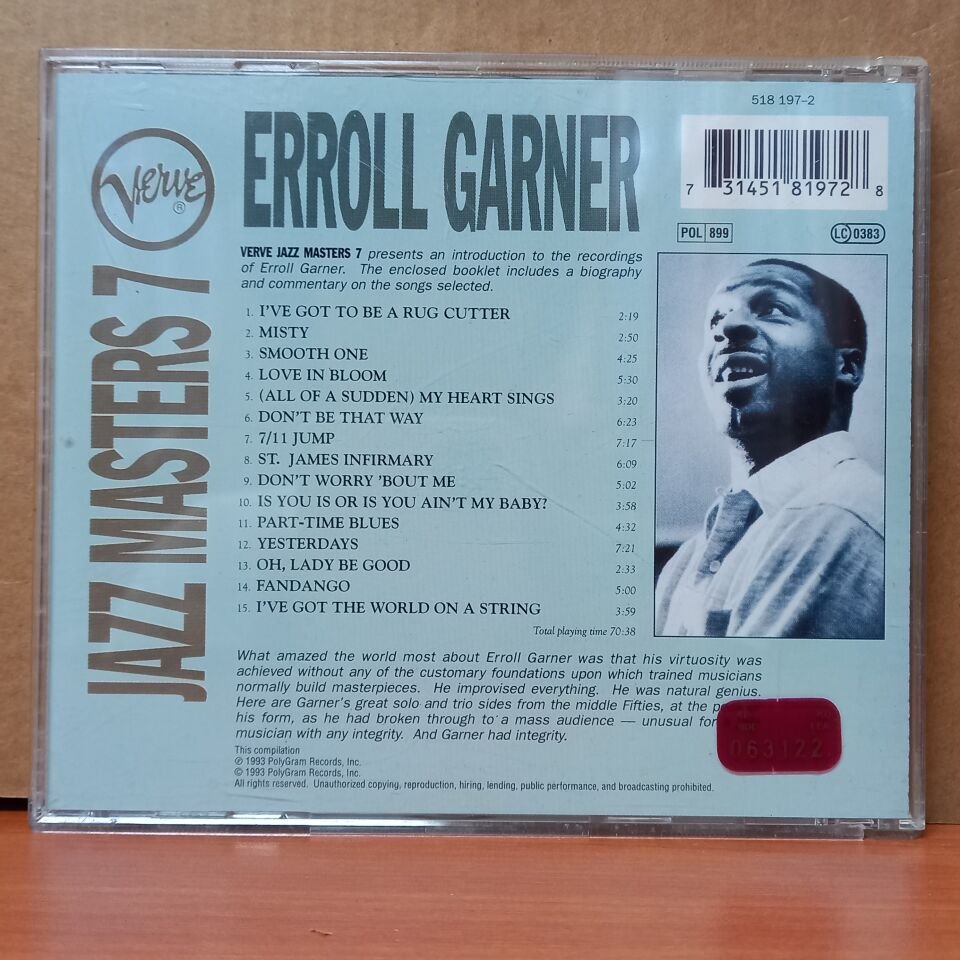 518 197-2
ERROLL GARNER
Verve
®
JAZZ MASTERS 7
7 31451 81972 8
POL 899
LC 0383
VERVE JAZZ MASTERS 7 presents an introduction to the recordings
of Erroll Garner. The enclosed booklet includes a biography
and commentary on the songs selected.
1. I'VE GOT TO BE A RUG CUTTER 2:19
2. MISTY 2:50
3. SMOOTH ONE 4:25
4. LOVE IN BLOOM 5:30
5. (ALL OF A SUDDEN) MY HEART SINGS 3:20
6. DON'T BE THAT WAY 6:23
7. 7/11 JUMP 7:17
8. ST. JAMES INFIRMARY 6:09
9. DON'T WORRY 'BOUT ME 5:02
10. IS YOU IS OR IS YOU AIN'T MY BABY? 3:58
11. PART-TIME BLUES 4:32
12. YESTERDAYS 7:21
13. OH, LADY BE GOOD 2:33
14. FANDANGO 5:00
15. I'VE GOT THE WORLD ON A STRING 3:59
Total playing time 70:38
What amazed the world most about Erroll Garner was that his virtuosity was
achieved without any of the customary foundations upon which trained musicians
normally build masterpieces. He improvised everything. He was natural genius.
Here are Garner's great solo and trio sides from the middle Fifties, at the
his form, as he had broken through to a mass audience — unusual for
musician with any integrity. And Garner had integrity.
063122
This compilation
℗ 1993 PolyGram Records, Inc.
© 1993 PolyGram Records, Inc.
All rights reserved. Unauthorized copying, reproduction, hiring, lending, public performance, and broadcasting prohibited.